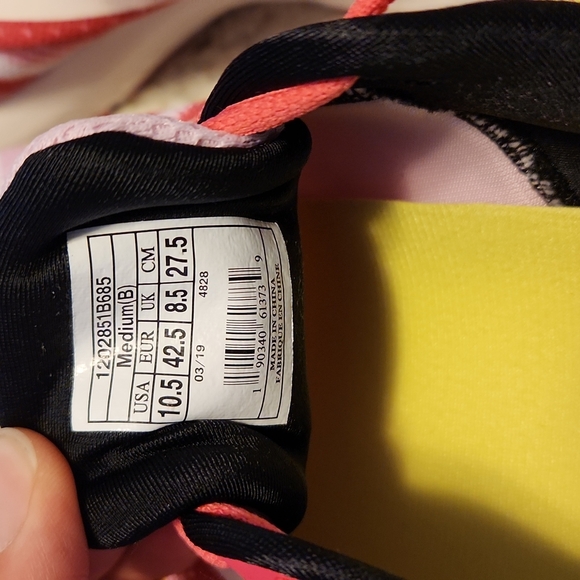 1202851B685
Medium(B)
USA EUR UK CM
10.5 42.5 8.5 27.5
03/19 4828
1 90340 61373 9
MADE IN CHINA
FABRIQUE EN CHINE